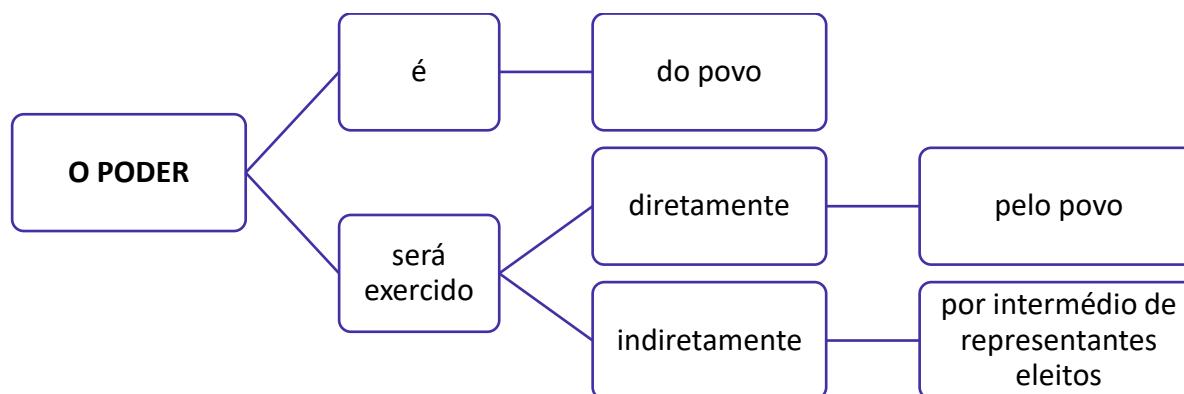 O PODER
é
do povo
será
exercido
diretamente
pelo povo
indiretamente
por intermédio de
representantes
eleitos